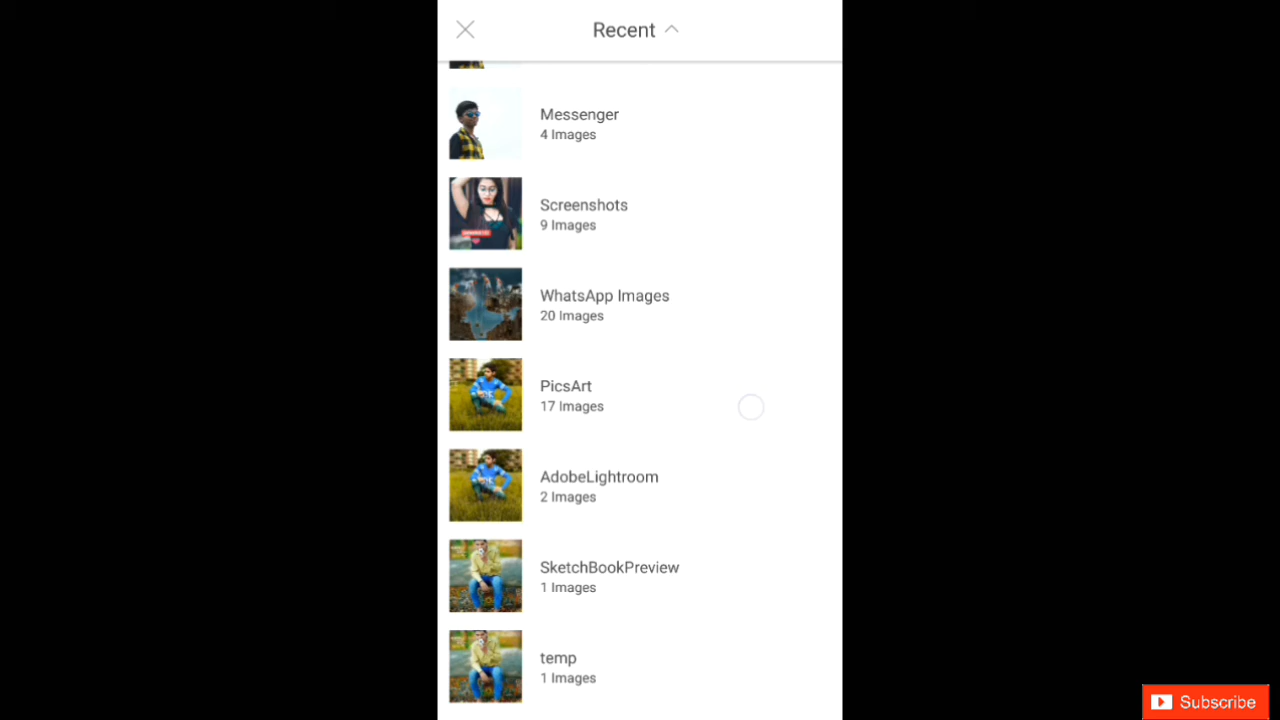 Recent
Messenger
4 Images
Screenshots
9 Images
WhatsApp Images
20 Images
PicsArt
17 Images
AdobeLightroom
2 Images
SketchBookPreview
1 Images
temp
1 Images
Subscribe